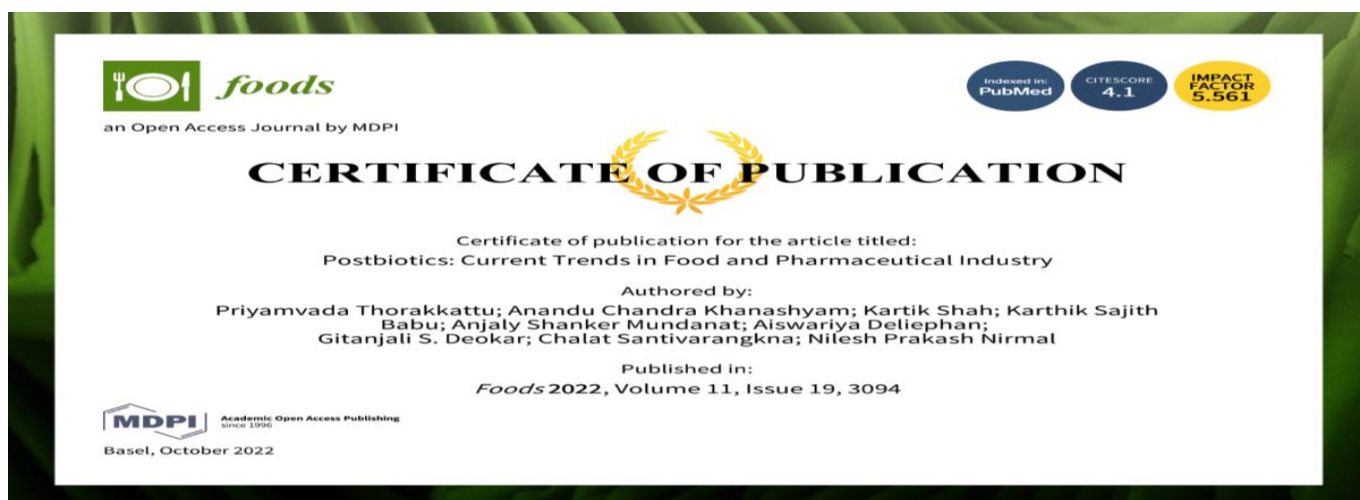 foods
Indexed in:
PubMed
CITESCORE
4.1
IMPACT
FACTOR
5.561
an Open Access Journal by MDPI
CERTIFICATE OF PUBLICATION
Certificate of publication for the article titled:
Postbiotics: Current Trends in Food and Pharmaceutical Industry
Authored by:
Priyamvada Thorakkattu; Anandu Chandra Khanashyam; Kartik Shah; Karthik Sajith
Babu; Anjaly Shanker Mundanat; Aiswariya Deliephan;
Gitanjali S. Deokar; Chalat Santivarangkna; Nilesh Prakash Nirmal
Published in:
Foods 2022, Volume 11, Issue 19, 3094
MDPI
Academic Open Access Publishing
since 1996
Basel, October 2022